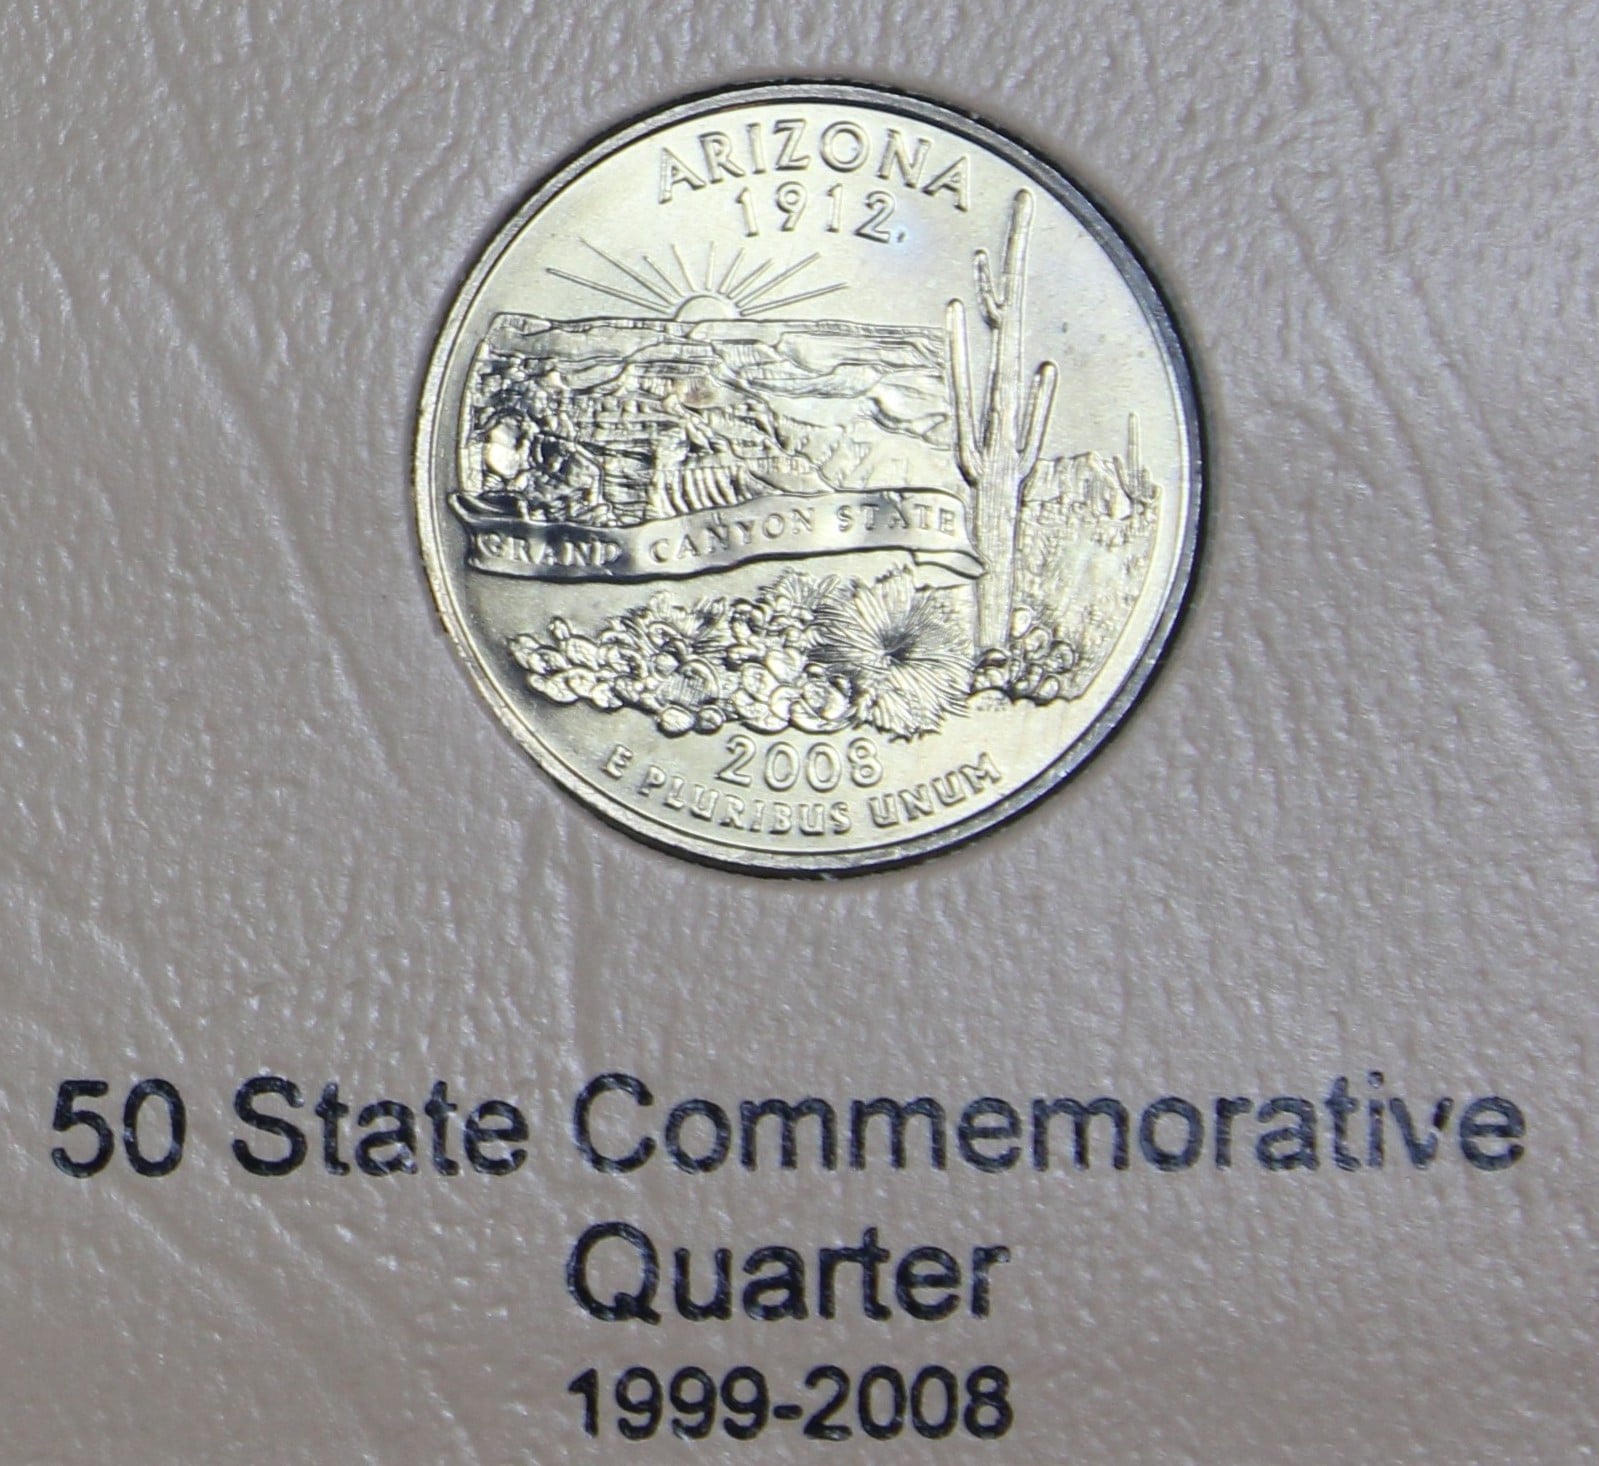 ARIZONA
1912
GRAND CANYON STATE
2008
E PLURIBUS UNUM
50 State Commemorative
Quarter
1999-2008